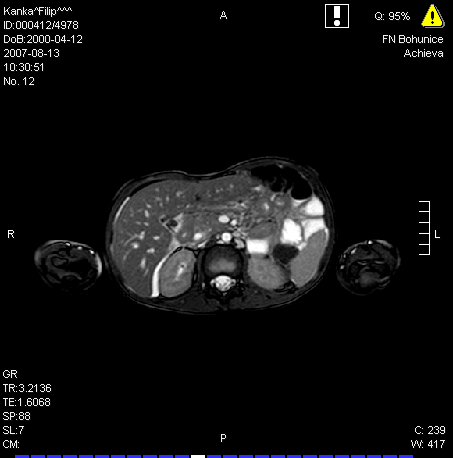 Kanka^Filip^^^
ID:000412/4978
DoB:2000-04-12
2007-08-13
10:30:51
No. 12
A
Q: 95%
FN Bohunice
Achieva
R
L
GR
TR:3.2136
TE:1.6068
SP:88
SL:7
CM:
P
C: 239
W: 417